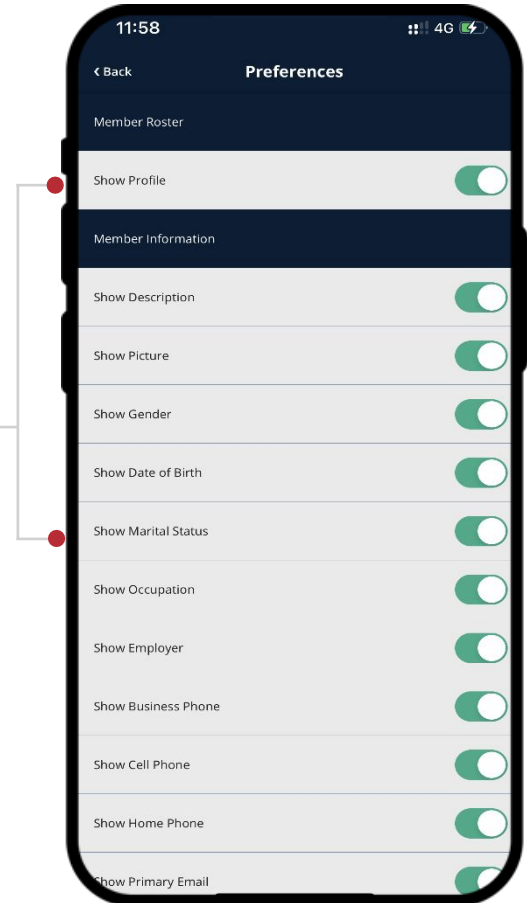 11:58
4G
Back
Preferences
Member Roster
Show Profile
Member Information
Show Description
Show Picture
Show Gender
Show Date of Birth
Show Marital Status
Show Occupation
Show Employer
Show Business Phone
Show Cell Phone
Show Home Phone
Show Primary Email